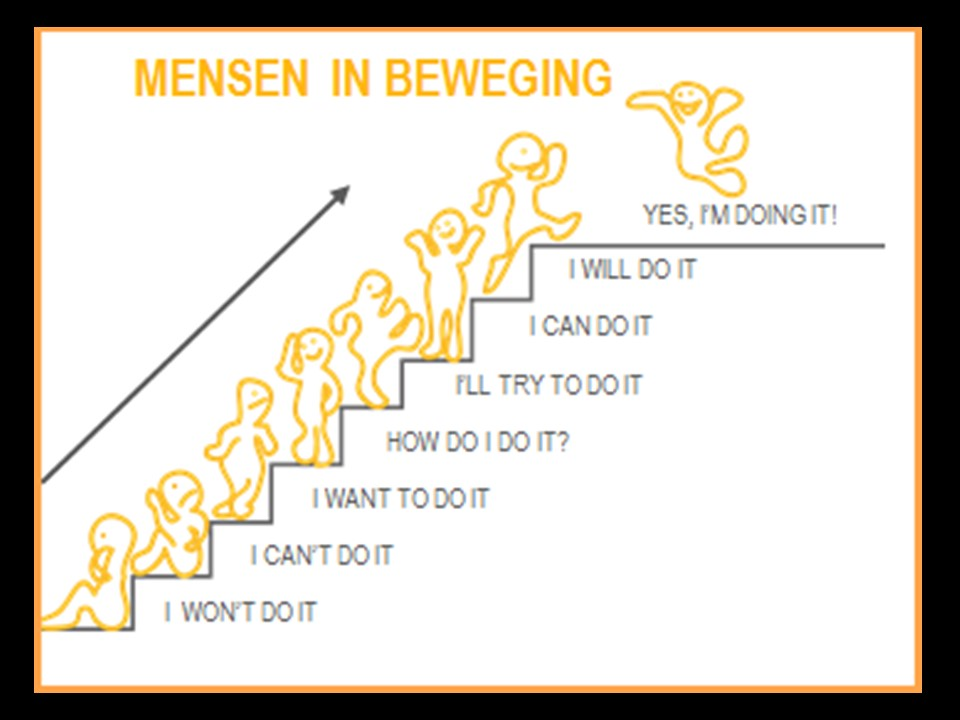 MENSEN IN BEWEGING
YES, I'M DOING IT!
I WILL DO IT
I CAN DO IT
I'LL TRY TO DO IT
HOW DO I DO IT?
I WANT TO DO IT
I CAN'T DO IT
I WON'T DO IT